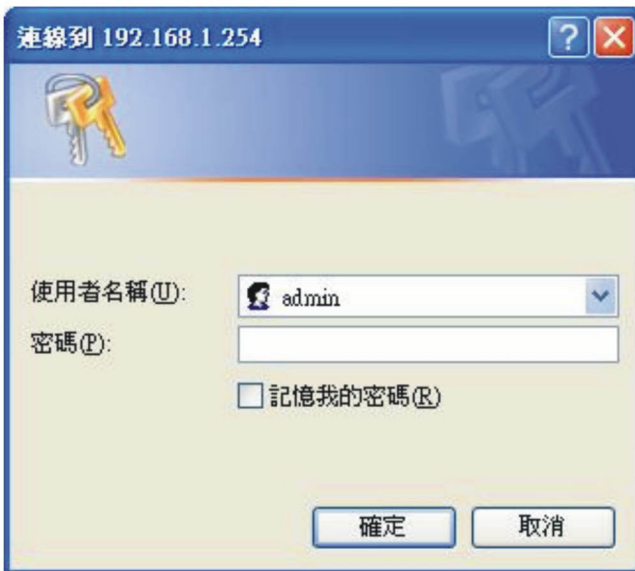 連線到 192.168.1.254
使用者名稱(U):
admin
密碼(P):
記憶我的密碼(R)
確定
取消